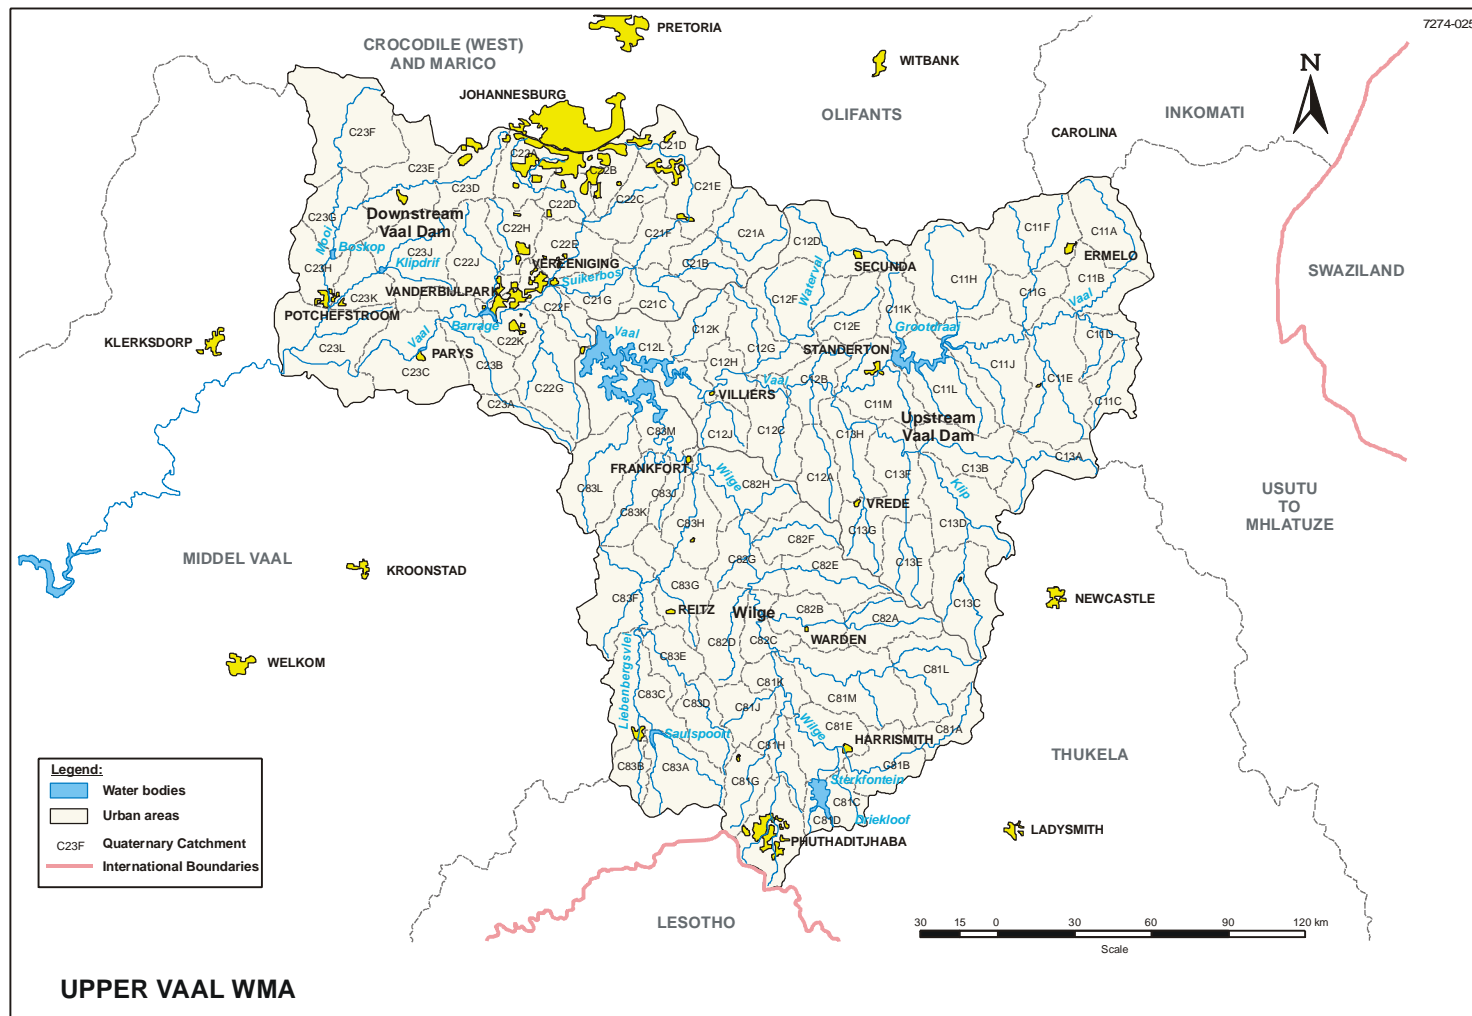 7274-025
PRETORIA
CROCODILE (WEST)
AND MARICO
WITBANK
N
JOHANNESBURG
OLIFANTS
INKOMATI
CAROLINA
C23F
C22A
C21D
C23E
C22B
C23D
C21E
C22C
C23G
Downstream
Vaal Dam
C22D
C22H
C21F
C21A
C12D
C11F
C11A
Mooi
Boskop
C23J
C22E
ERMELO
Klipdrif
C22J
VEREENIGING
C21B
Waterval
SECUNDA
SWAZILAND
C23H
Suikerbos
C11H
C11B
VANDERBIJLPARK
C23K
C21G
C21C
C12F
C11G
Vaal
POTCHEFSTROOM
C22F
C11K
Barrage
Vaal
C12K
C12E
Grootdraai
C11D
KLERKSDORP
Vaal
C22K
C12L
C12G
STANDERTON
C23L
PARYS
C12H
C11J
C23C
C23B
C22G
Vaal
C12B
C11E
VILLIERS
C11L
C11C
C23A
C11M
Upstream
Vaal Dam
C83M
C12J
C12C
C13H
C13A
FRANKFORT
Wilge
C12A
C13F
C13B
C83L
C83J
C82H
Klip
USUTU
TO
MHLATUZE
C83K
VREDE
C83H
C13G
C13D
C82F
MIDDEL VAAL
C82G
C82E
C13E
KROONSTAD
C83G
C83F
C13C
NEWCASTLE
REITZ
Wilge
C82B
C82A
C82D
C82C
WARDEN
Liebenbergsvlei
WELKOM
C83E
C81L
C81K
C83C
C83D
C81J
C81M
Saulspoort
Wilge
C81E
C81A
HARRISMITH
C81H
THUKELA
C83B
C83A
C81G
C81B
Sterkfontein
C81C
C81D
Driekloof
LADYSMITH
PHUTHADITJHABA
Legend:
Water bodies
Urban areas
C23F Quaternary Catchment
International Boundaries
LESOTHO
30 15 0 30 60 90 120 km
Scale
UPPER VAAL WMA